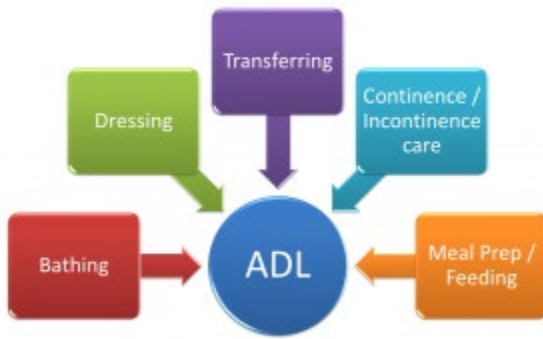 Transferring
Dressing
Continence /
Incontinence
care
Bathing
ADL
Meal Prep /
Feeding